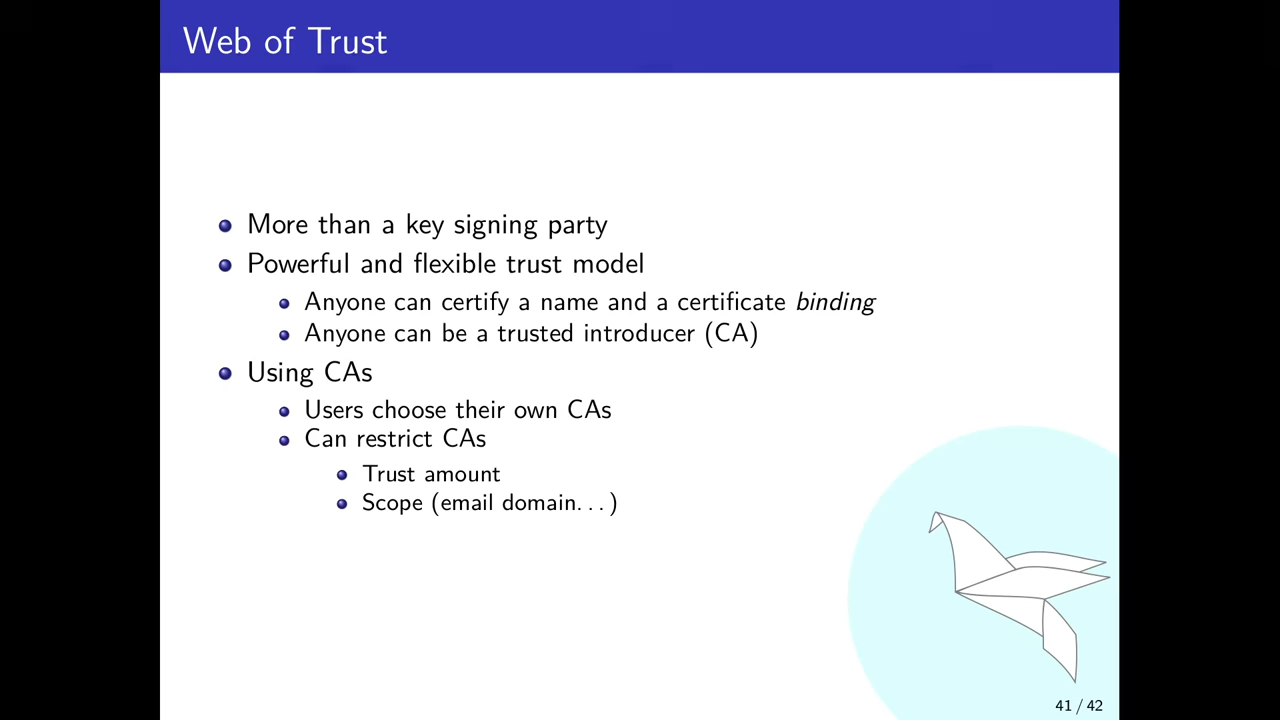 Web of Trust
More than a key signing party
Powerful and flexible trust model
Anyone can certify a name and a certificate binding
Anyone can be a trusted introducer (CA)
Using CAs
Users choose their own CAs
Can restrict CAs
Trust amount
Scope (email domain...)
41 / 42